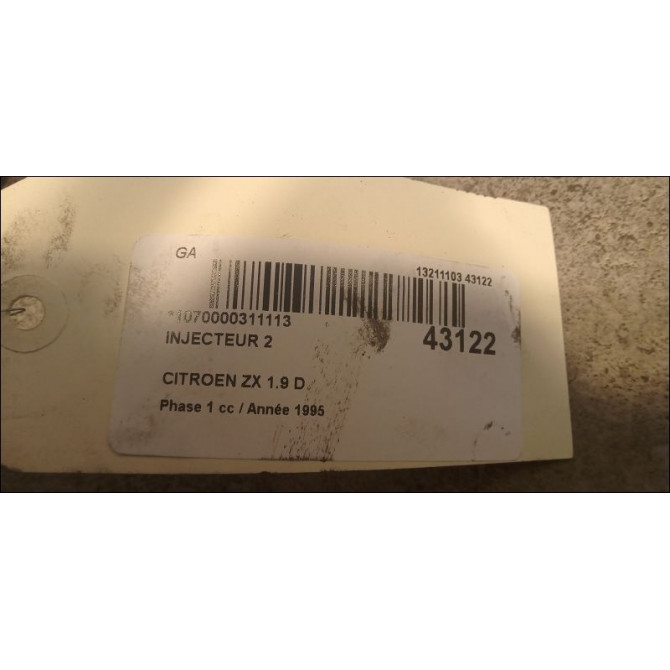 GA
13211103 43122
*1070000311113
43122
INJECTEUR 2
CITROEN ZX 1.9 D
Phase 1 cc / Année 1995